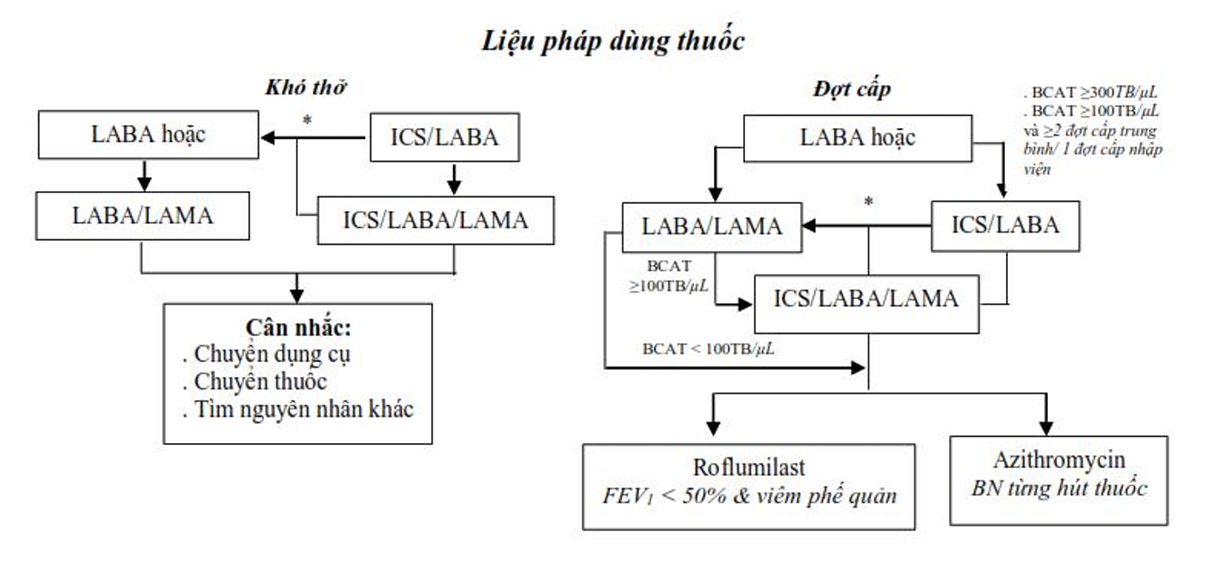 Liệu pháp dùng thuốc
Khó thở
*
LABA hoặc
ICS/LABA
LABA/LAMA
ICS/LABA/LAMA
Cân nhắc:
. Chuyển dụng cụ
. Chuyển thuốc
. Tìm nguyên nhân khác
Đợt cấp
. BCAT ≥300TB/µL
. BCAT ≥100TB/µL
và ≥2 đợt cấp trung
bình/ 1 đợt cấp nhập
viện
LABA hoặc
*
LABA/LAMA
ICS/LABA
BCAT
≥100TB/µL
ICS/LABA/LAMA
BCAT < 100TB/µL
Roflumilast
FEV1 < 50% & viêm phế quản
Azithromycin
BN từng hút thuốc